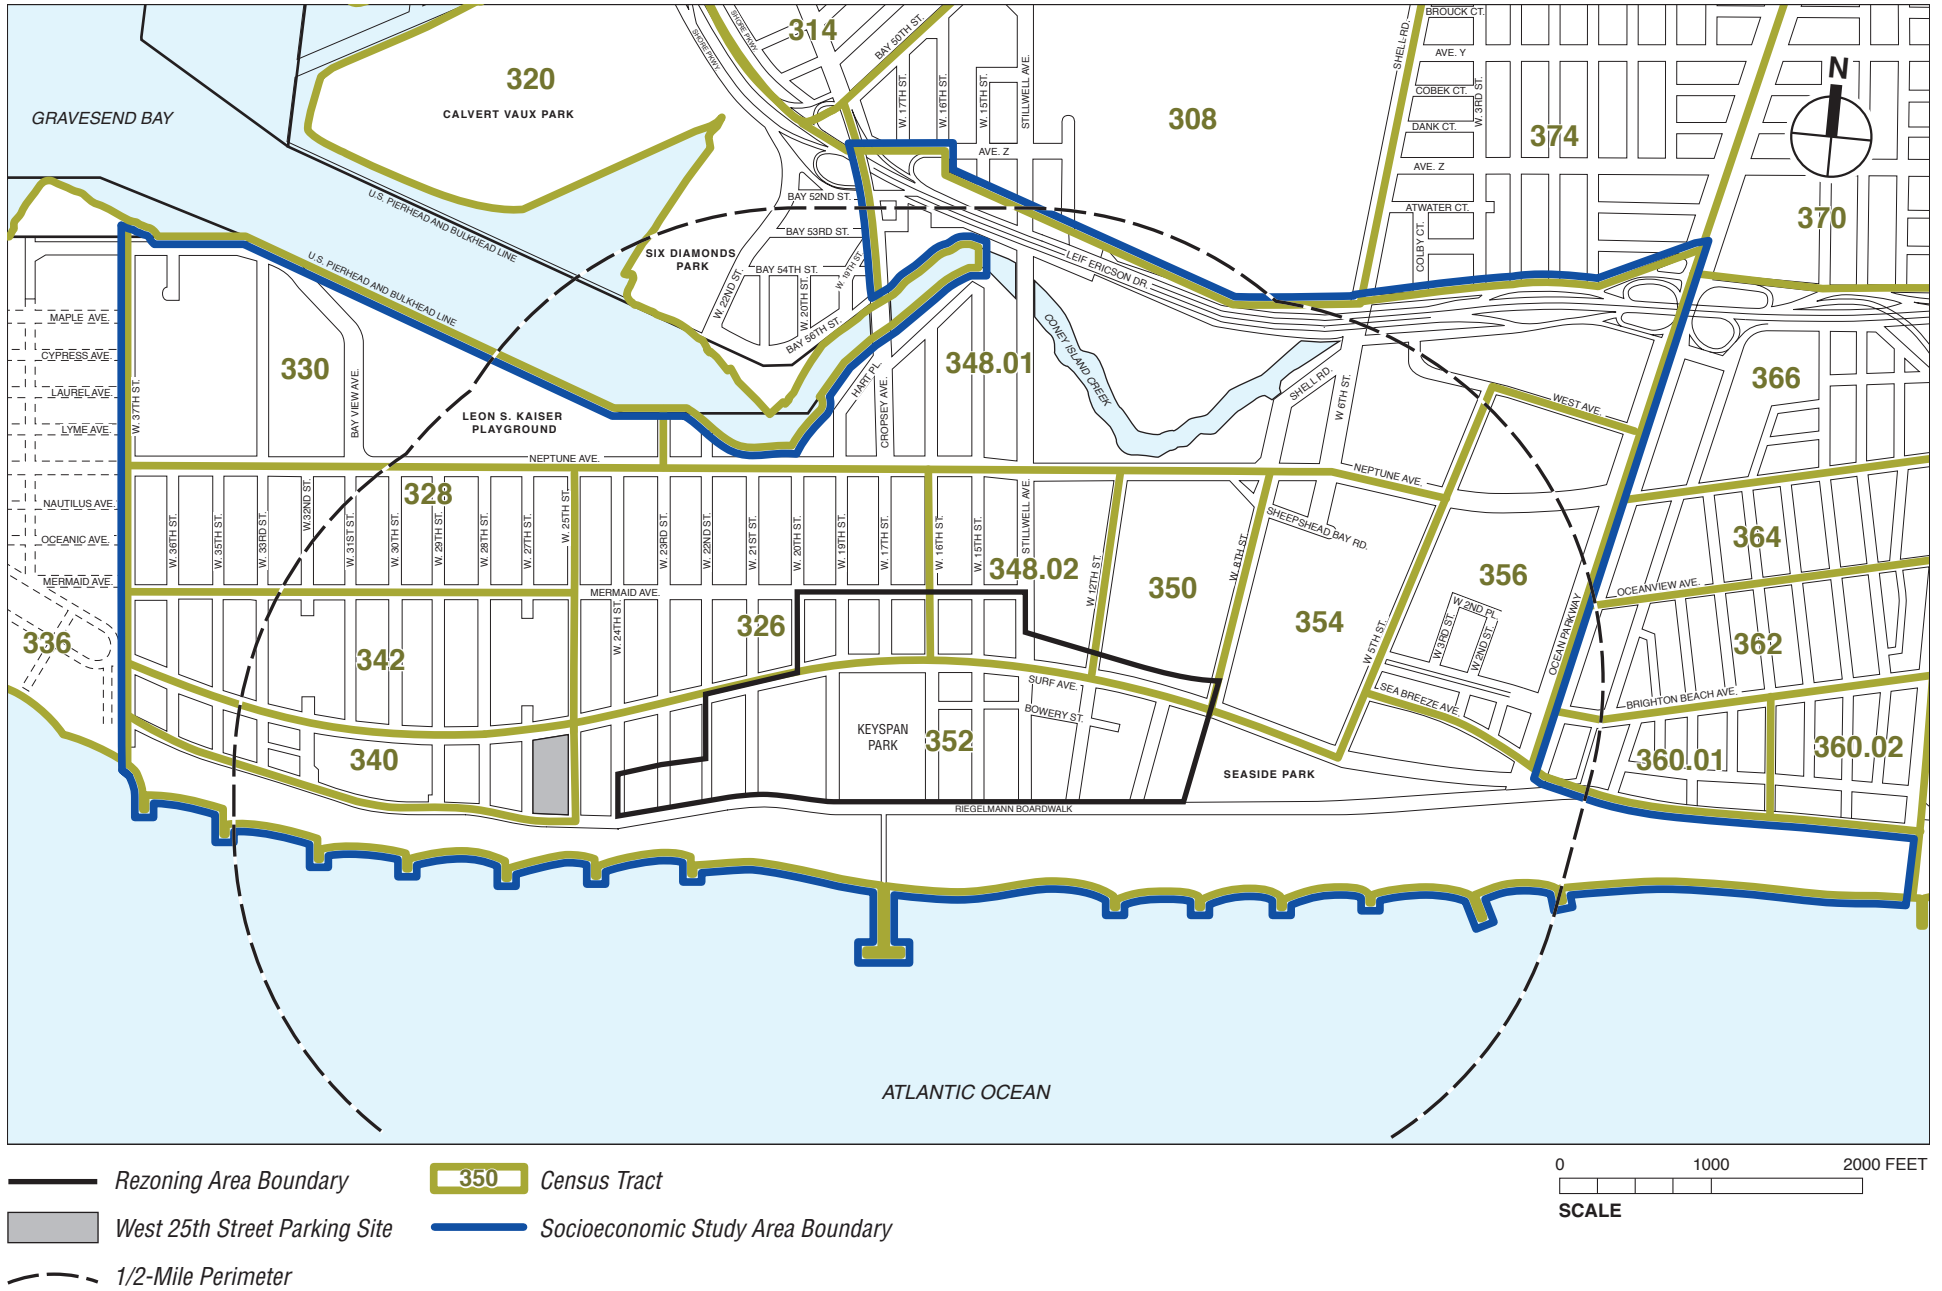 314
320
CALVERT VAUX PARK
GRAVESEND BAY
308
374
370
N
SHORE PKWY
SHORE PKWY
BAY 50TH ST.
W. 17TH ST.
W. 16TH ST.
W. 15TH ST.
STILLWELL AVE.
AVE. Z
SHELL RD.
BROUCK CT.
AVE. Y
COBEK CT.
W. 3RD ST.
DANK CT.
AVE. Z
ATWATER CT.
COLBY CT.
U.S. PIERHEAD AND BULKHEAD LINE
U.S. PIERHEAD AND BULKHEAD LINE
BAY 52ND ST.
BAY 53RD ST.
SIX DIAMONDS
PARK
BAY 54TH ST.
W. 22ND ST.
W. 20TH ST.
W. 19TH ST.
BAY 56TH ST.
LEIF ERICSON DR.
CONEY ISLAND CREEK
MAPLE AVE.
CYPRESS AVE.
LAUREL AVE.
LYME AVE.
W. 37TH ST.
330
BAY VIEW AVE.
LEON S. KAISER
PLAYGROUND
HART PL.
CROPSEY AVE.
348.01
SHELL RD.
W 6TH ST.
WEST AVE.
366
NEPTUNE AVE.
NEPTUNE AVE.
NAUTILUS AVE.
OCEANIC AVE.
MERMAID AVE.
328
W. 36TH ST.
W. 35TH ST.
W. 33RD ST.
W.32ND ST.
W. 31ST ST.
W. 30TH ST.
W. 29TH ST.
W. 28TH ST.
W. 27TH ST.
W. 25TH ST.
W. 23RD ST.
W. 22ND ST.
W. 21ST ST.
W. 20TH ST.
W. 19TH ST.
W. 17TH ST.
W. 16TH ST.
W. 15TH ST.
STILLWELL AVE.
348.02
W 12TH ST.
350
W. 8TH ST.
SHEEPSHEAD BAY RD.
354
356
364
OCEANVIEW AVE.
MERMAID AVE.
W. 24TH ST.
326
336
342
W 5TH ST.
W 2ND PL.
W 3RD ST.
W 2ND ST.
OCEAN PARKWAY
362
BRIGHTON BEACH AVE.
SURF AVE.
BOWERY ST.
SEA BREEZE AVE.
KEYSPAN
PARK
352
340
SEASIDE PARK
RIEGELMANN BOARDWALK
360.01
360.02
ATLANTIC OCEAN
Rezoning Area Boundary
West 25th Street Parking Site
1/2-Mile Perimeter
350
Census Tract
Socioeconomic Study Area Boundary
0 1000 2000 FEET
SCALE